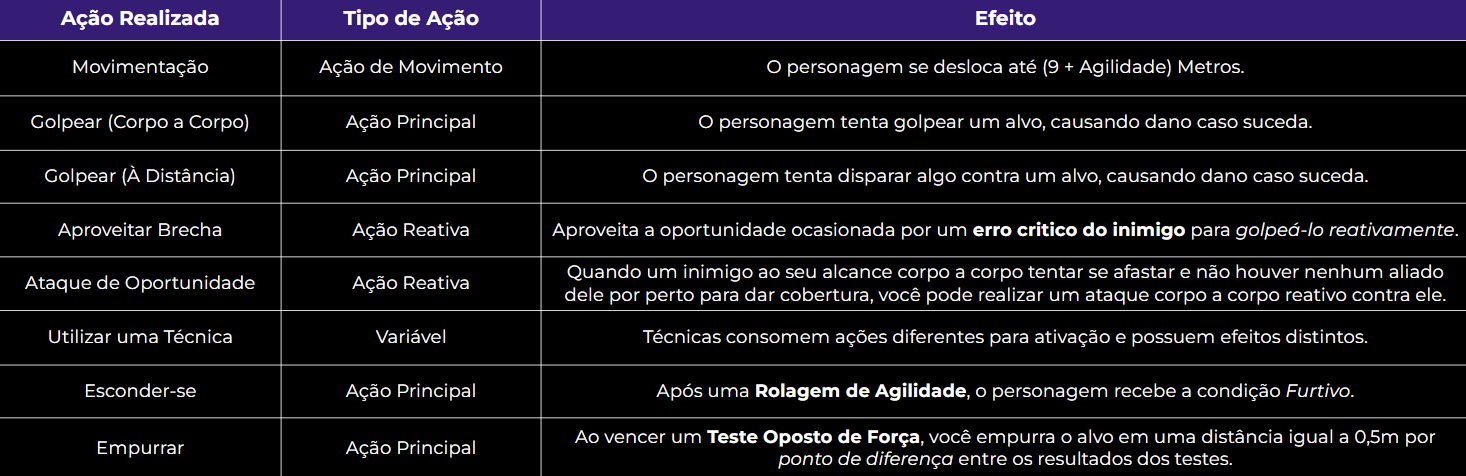 Ação Realizada Tipo de Ação Efeito
Movimentação Ação de Movimento O personagem se desloca até (9 + Agilidade) Metros.
Golpear (Corpo a Corpo) Ação Principal O personagem tenta golpear um alvo, causando dano caso suceda.
Golpear (À Distância) Ação Principal O personagem tenta disparar algo contra um alvo, causando dano caso suceda.
Aproveitar Brecha Ação Reativa Aproveita a oportunidade ocasionada por um erro critico do inimigo para golpeá-lo reativamente.
Ataque de Oportunidade Ação Reativa Quando um inimigo ao seu alcance corpo a corpo tentar se afastar e não houver nenhum aliado
dele por perto para dar cobertura, você pode realizar um ataque corpo a corpo reativo contra ele.
Utilizar uma Técnica Variável Técnicas consomem ações diferentes para ativação e possuem efeitos distintos.
Esconder-se Ação Principal Após uma Rolagem de Agilidade, o personagem recebe a condição Furtivo.
Empurrar Ação Principal Ao vencer um Teste Oposto de Força, você empurra o alvo em uma distância igual a 0,5m por
ponto de diferença entre os resultados dos testes.